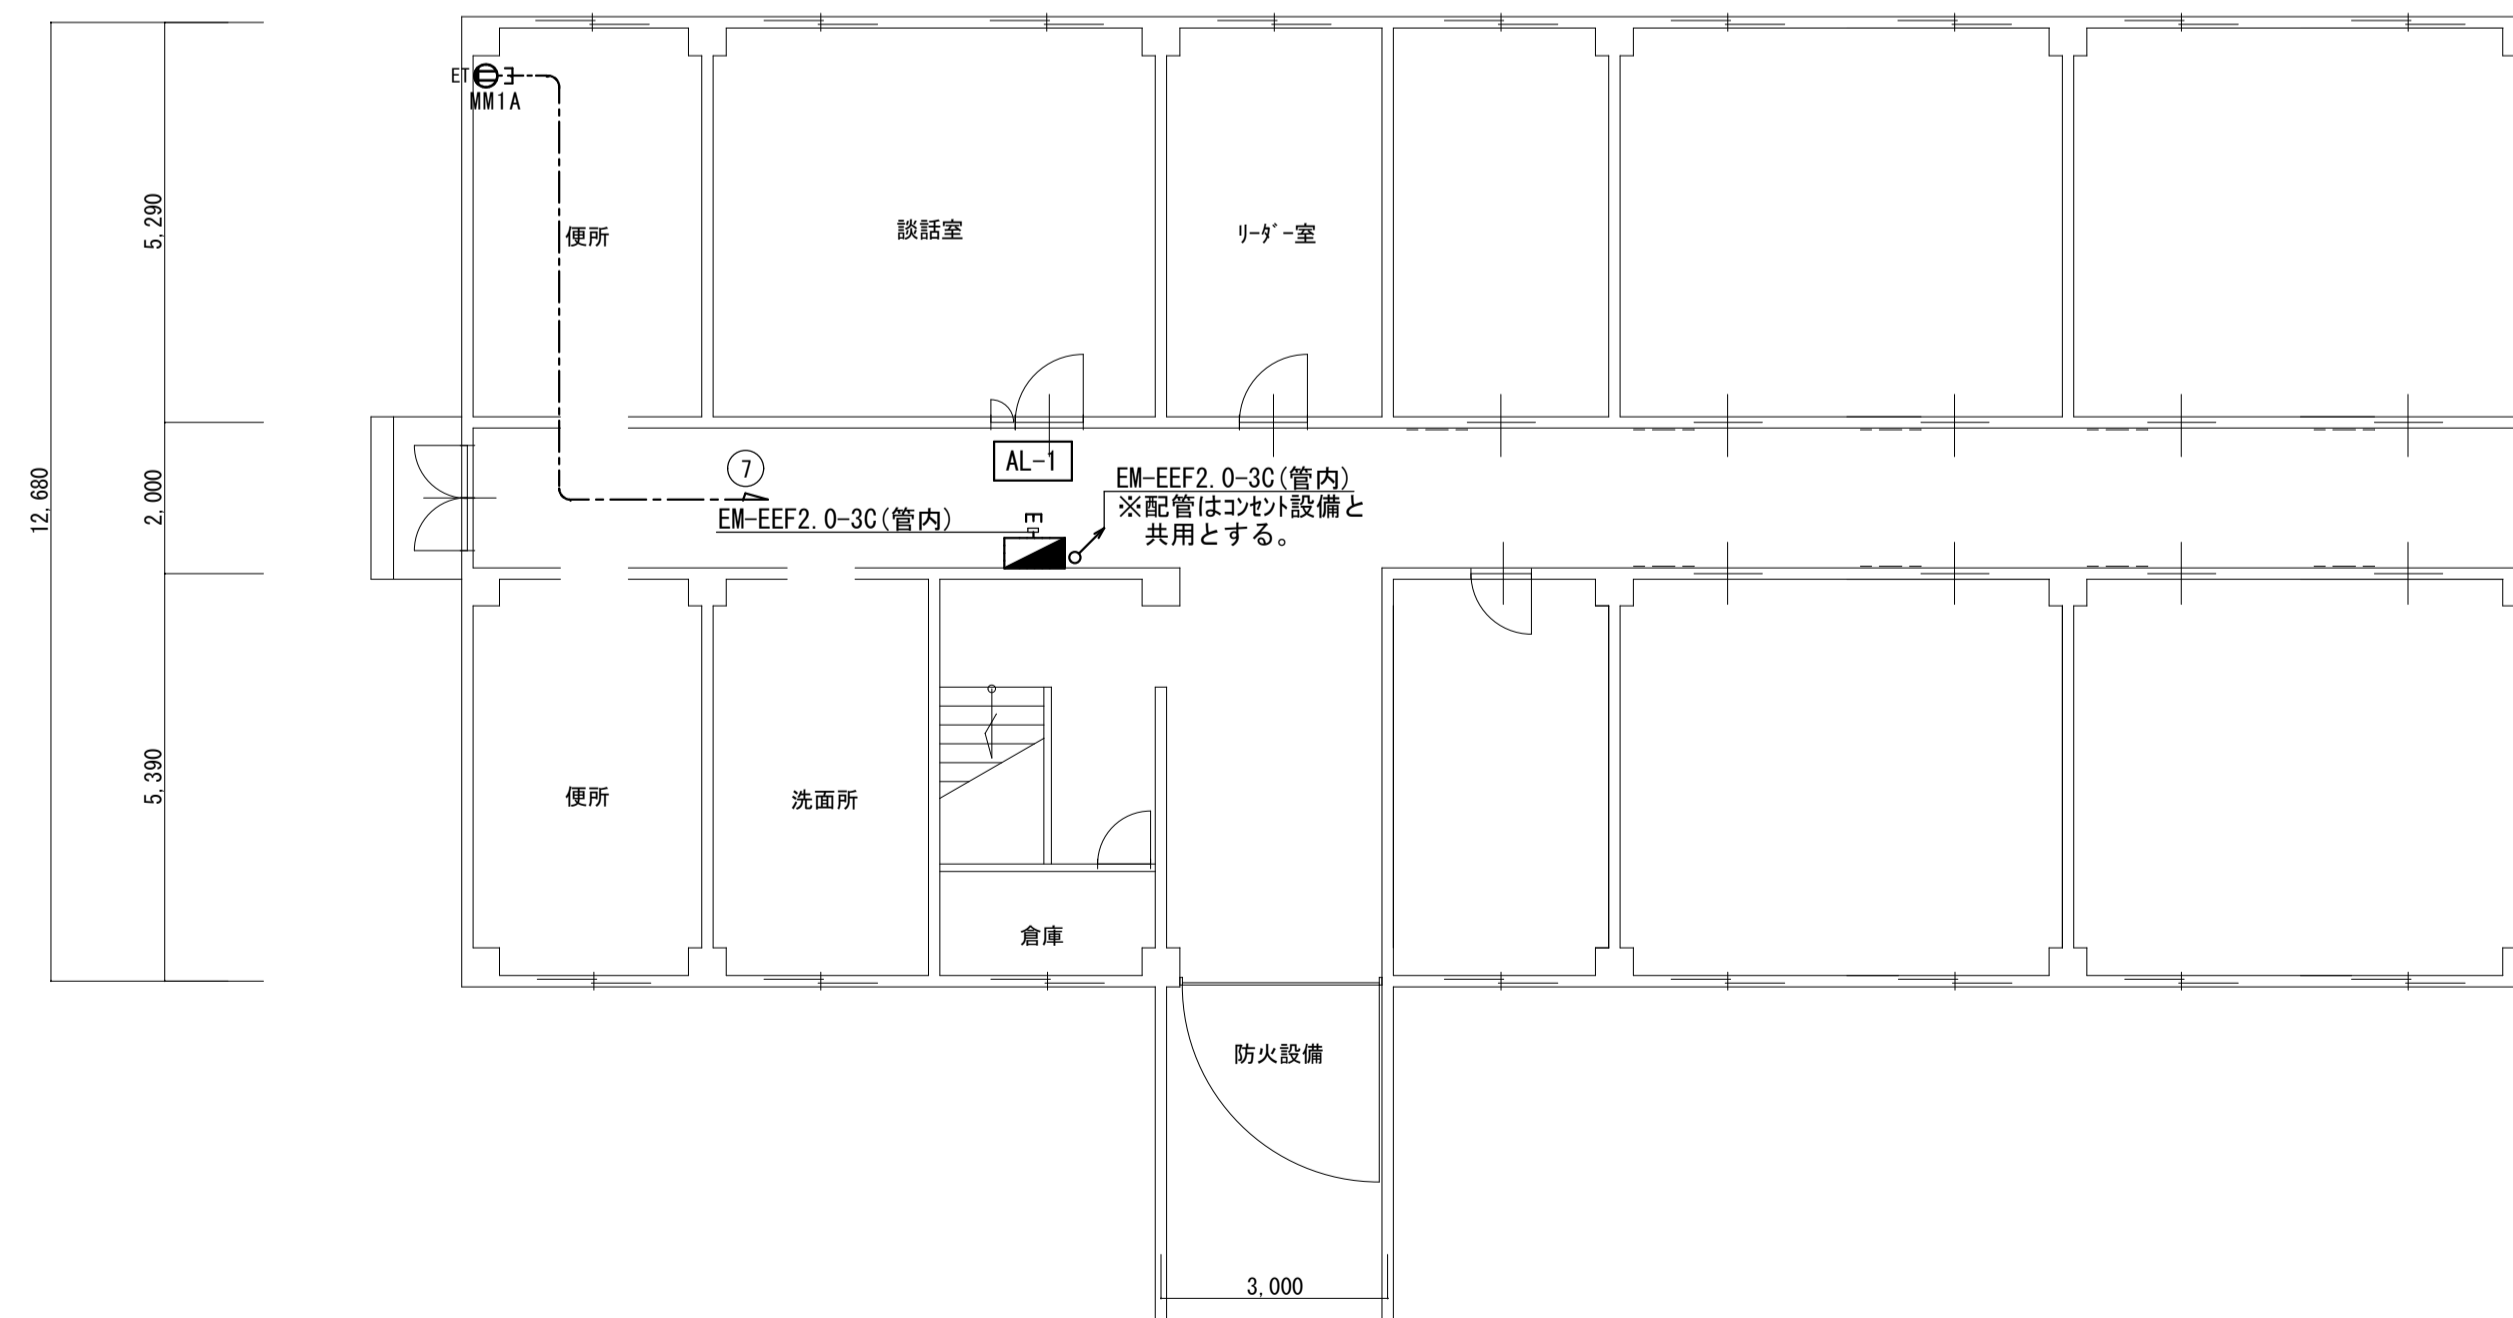 ET
MM1A
5,290
便所
談話室
ﾘｰﾀﾞｰ室
12,680
2,000
⑦
AL-1
EM-EEF2.0-3C(管内)
※配管はｺﾝｾﾝﾄ設備と
共用とする。
EM-EEF2.0-3C(管内)
E
5,390
便所
洗面所
倉庫
防火設備
3,000